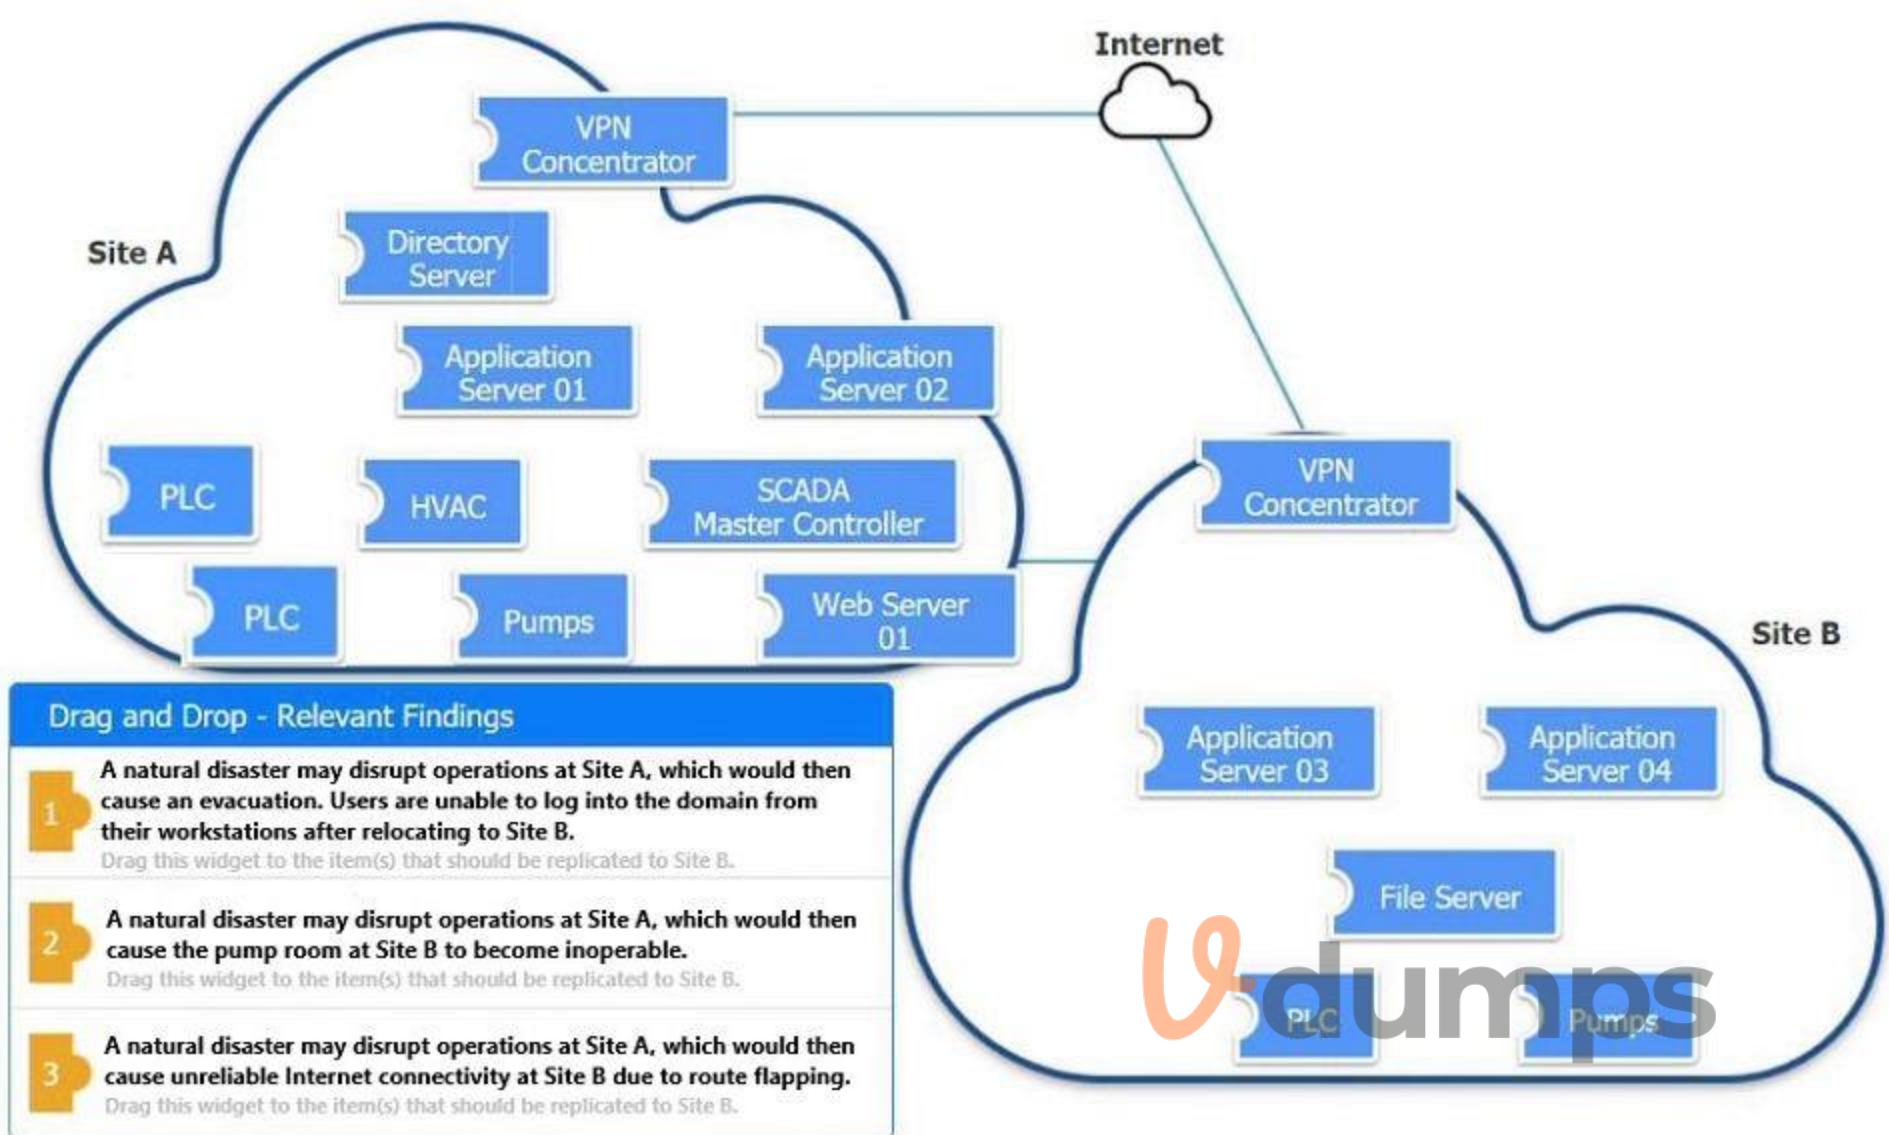 Internet
VPN
Concentrator
Directory
Server
Site A
Application
Server 01
Application
Server 02
PLC
HVAC
SCADA
Master Controller
VPN
Concentrator
PLC
Pumps
Web Server
01
Site B
Drag and Drop - Relevant Findings
1
A natural disaster may disrupt operations at Site A, which would then
cause an evacuation. Users are unable to log into the domain from
their workstations after relocating to Site B.
Drag this widget to the item(s) that should be replicated to Site B.
2
A natural disaster may disrupt operations at Site A, which would then
cause the pump room at Site B to become inoperable.
Drag this widget to the item(s) that should be replicated to Site B.
3
A natural disaster may disrupt operations at Site A, which would then
cause unreliable Internet connectivity at Site B due to route flapping.
Drag this widget to the item(s) that should be replicated to Site B.
Application
Server 03
Application
Server 04
File Server
PLC
Pumps
V-dumps